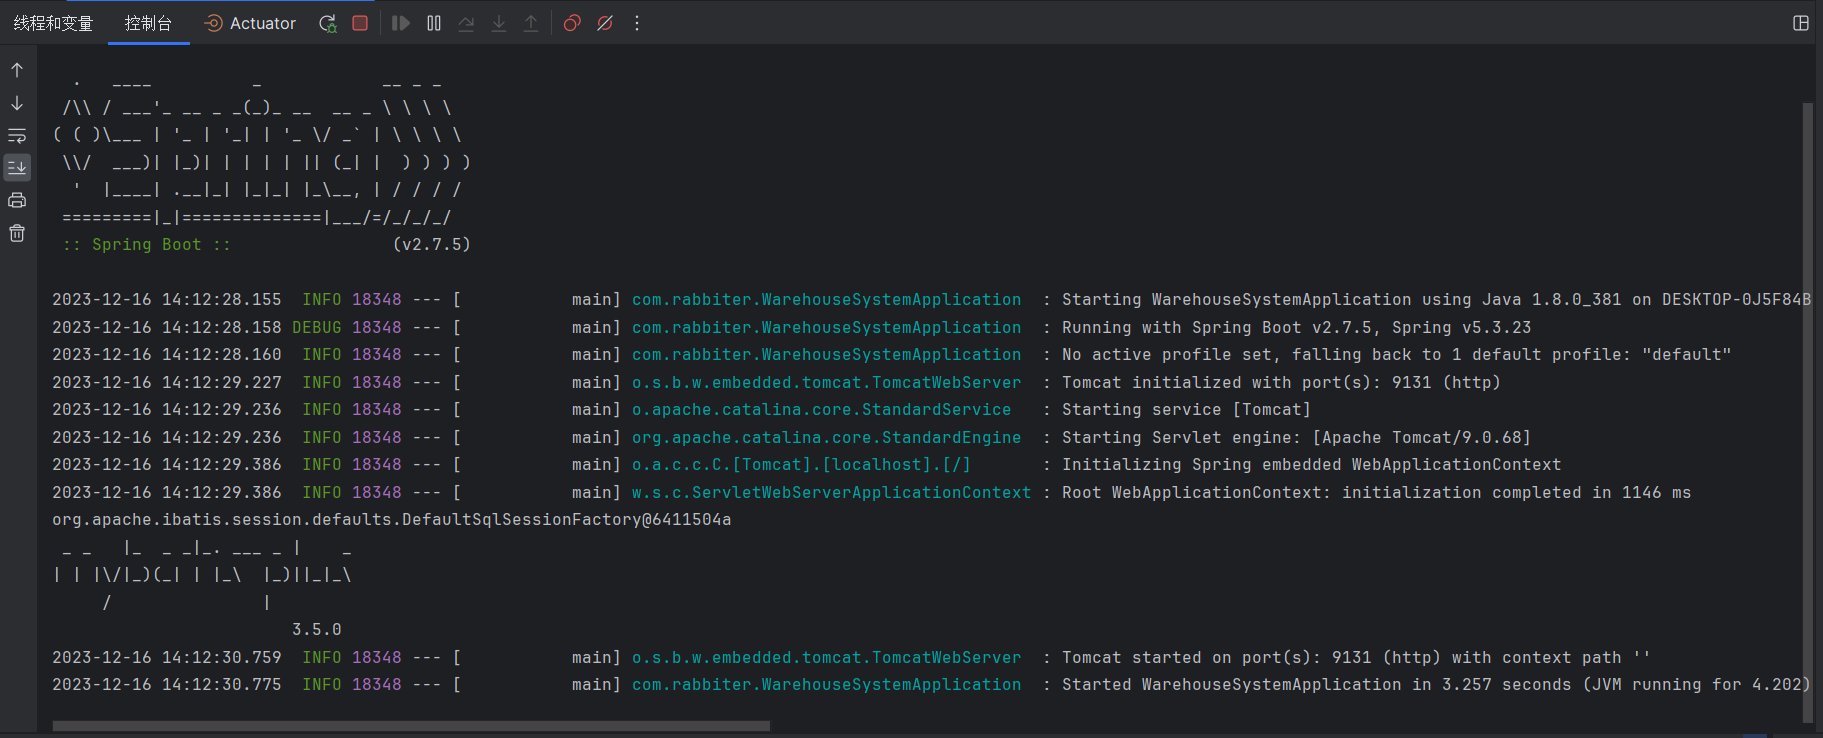 线程和变量 控制台 Actuator
  .   ____          _            __ _ _
 /\\ / ___'_ __ _ _(_)_ __  __ _ \ \ \ \
( ( )\___ | '_ | '_| | '_ \/ _` | \ \ \ \
 \\/  ___)| |_)| | | | | || (_| |  ) ) ) )
  '  |____| .__|_| |_|_| |_\__, | / / / /
 =========|_|==============|___/=/_/_/_/
 :: Spring Boot ::                (v2.7.5)
2023-12-16 14:12:28.155  INFO 18348 --- [           main] com.rabbiter.WarehouseSystemApplication  : Starting WarehouseSystemApplication using Java 1.8.0_381 on DESKTOP-0J5F84B
2023-12-16 14:12:28.158 DEBUG 18348 --- [           main] com.rabbiter.WarehouseSystemApplication  : Running with Spring Boot v2.7.5, Spring v5.3.23
2023-12-16 14:12:28.160  INFO 18348 --- [           main] com.rabbiter.WarehouseSystemApplication  : No active profile set, falling back to 1 default profile: "default"
2023-12-16 14:12:29.227  INFO 18348 --- [           main] o.s.b.w.embedded.tomcat.TomcatWebServer  : Tomcat initialized with port(s): 9131 (http)
2023-12-16 14:12:29.236  INFO 18348 --- [           main] o.apache.catalina.core.StandardService   : Starting service [Tomcat]
2023-12-16 14:12:29.236  INFO 18348 --- [           main] org.apache.catalina.core.StandardEngine  : Starting Servlet engine: [Apache Tomcat/9.0.68]
2023-12-16 14:12:29.386  INFO 18348 --- [           main] o.a.c.c.C.[Tomcat].[localhost].[/]       : Initializing Spring embedded WebApplicationContext
2023-12-16 14:12:29.386  INFO 18348 --- [           main] w.s.c.ServletWebServerApplicationContext : Root WebApplicationContext: initialization completed in 1146 ms
org.apache.ibatis.session.defaults.DefaultSqlSessionFactory@6411504a
 _ _   |_  _ _|_. ___ _ |    _
| | |\/|_)(_| | |_\  |_)||_|_\
     /               |
                        3.5.0
2023-12-16 14:12:30.759  INFO 18348 --- [           main] o.s.b.w.embedded.tomcat.TomcatWebServer  : Tomcat started on port(s): 9131 (http) with context path ''
2023-12-16 14:12:30.775  INFO 18348 --- [           main] com.rabbiter.WarehouseSystemApplication  : Started WarehouseSystemApplication in 3.257 seconds (JVM running for 4.202)